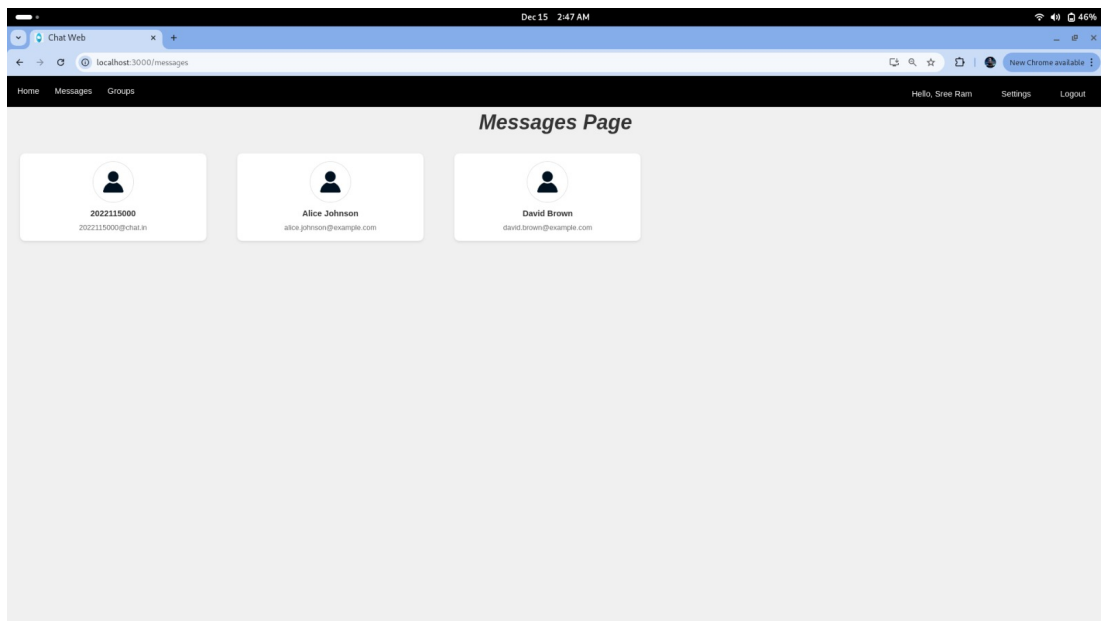 Dec 15 2:47 AM
46%
Chat Web
localhost:3000/messages
New Chrome available
Home Messages Groups
Hello, Sree Ram Settings Logout
Messages Page
2022115000 Alice Johnson David Brown
2022115000@chat.in alice.johnson@example.com david.brown@example.com